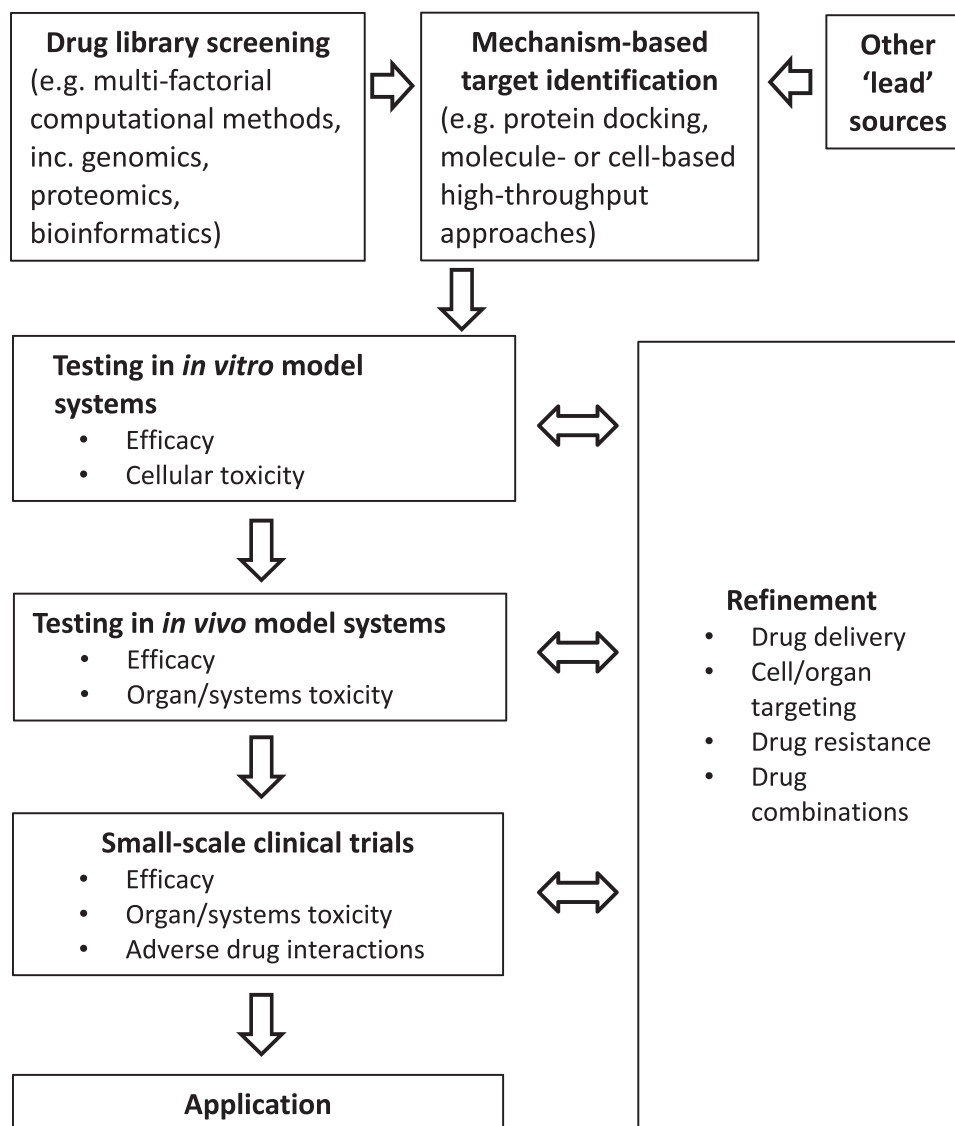 Drug library screening
(e.g. multi-factorial
computational methods,
inc. genomics,
proteomics,
bioinformatics)
Mechanism-based
target identification
(e.g. protein docking,
molecule- or cell-based
high-throughput
approaches)
Other
‘lead’
sources
Testing in in vitro model
systems
• Efficacy
• Cellular toxicity
Testing in in vivo model systems
• Efficacy
• Organ/systems toxicity
Small-scale clinical trials
• Efficacy
• Organ/systems toxicity
• Adverse drug interactions
Application
Refinement
• Drug delivery
• Cell/organ
targeting
• Drug resistance
• Drug
combinations